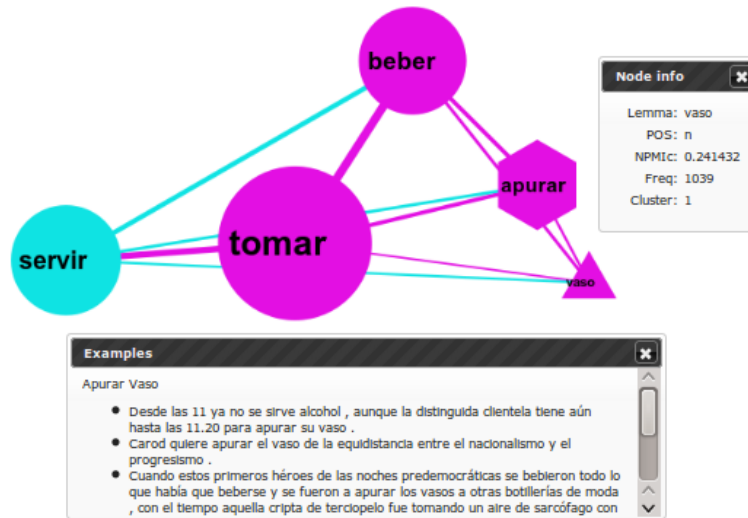 beber
Node info
Lemma: vaso
POS: n
NPMIc: 0.241432
Freq: 1039
Cluster: 1
apurar
tomar
servir
vaso
Examples
Apurar Vaso
Desde las 11 ya no se sirve alcohol , aunque la distinguida clientela tiene aún
hasta las 11.20 para apurar su vaso .
Carod quiere apurar el vaso de la equidistancia entre el nacionalismo y el
progresismo .
Cuando estos primeros héroes de las noches predemocráticas se bebieron todo lo
que había que beberse y se fueron a apurar los vasos a otras botillerías de moda
, con el tiempo aquella cripta de terciopelo fue tomando un aire de sarcófago con